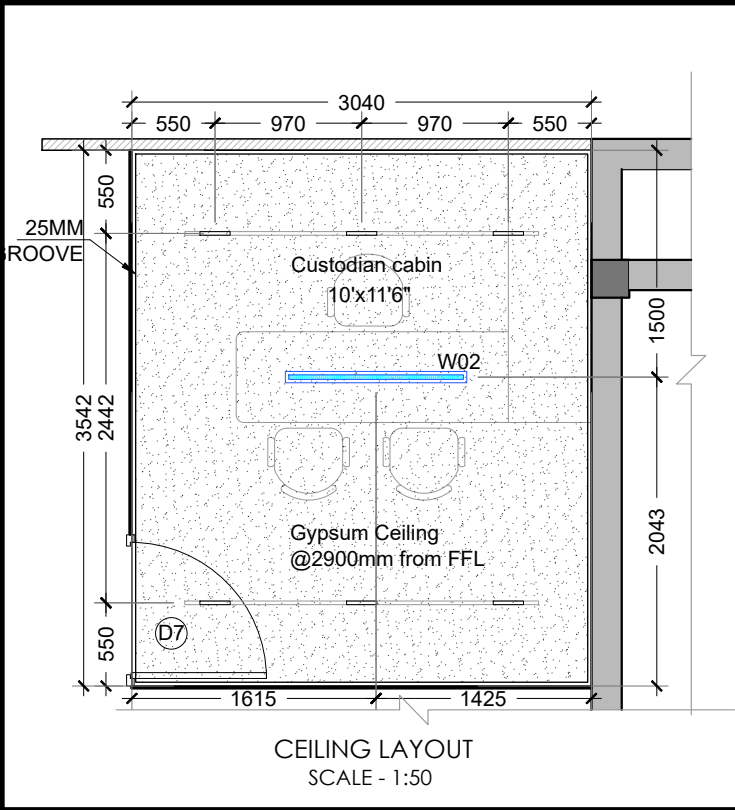 3040
550
970
970
550
550
25MM
GROOVE
Custodian cabin
10'x11'6"
1500
W02
3542
2442
2043
Gypsum Ceiling
@2900mm from FFL
D7
550
1615
1425
CEILING LAYOUT
SCALE - 1:50